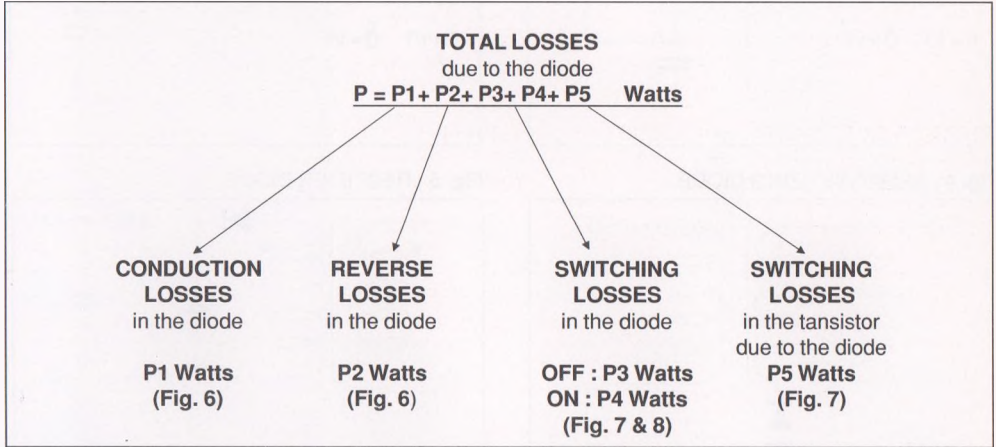 TOTAL LOSSES
due to the diode
P = P1+ P2+ P3+ P4+ P5 Watts
CONDUCTION
LOSSES
in the diode
P1 Watts
(Fig. 6)
REVERSE
LOSSES
in the diode
P2 Watts
(Fig. 6)
SWITCHING
LOSSES
in the diode
OFF : P3 Watts
ON : P4 Watts
(Fig. 7 & 8)
SWITCHING
LOSSES
in the tansistor
due to the diode
P5 Watts
(Fig. 7)